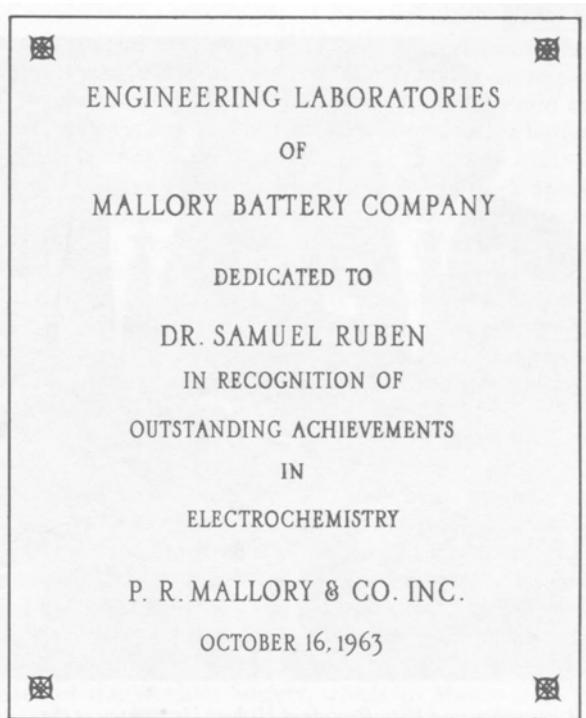 ENGINEERING LABORATORIES
OF
MALLORY BATTERY COMPANY
DEDICATED TO
DR. SAMUEL RUBEN
IN RECOGNITION OF
OUTSTANDING ACHIEVEMENTS
IN
ELECTROCHEMISTRY
P. R. MALLORY & CO. INC.
OCTOBER 16, 1963